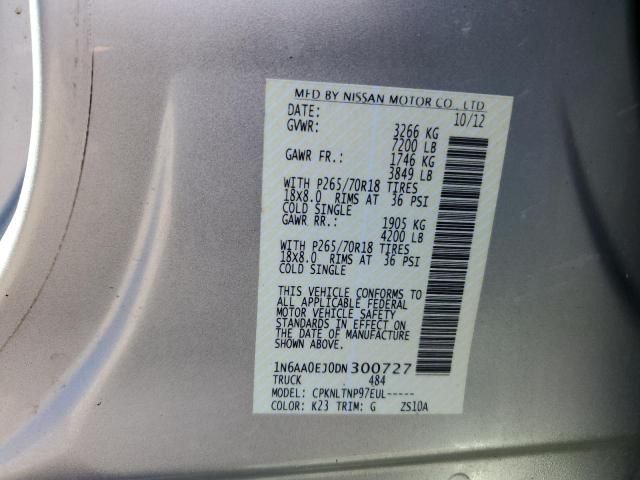 MFD BY NISSAN MOTOR CO., LTD
DATE: 10/12
GVWR: 3266 KG
7200 LB
GAWR FR.: 1746 KG
3849 LB
WITH P265/70R18 TIRES
18X8.0 RIMS AT 36 PSI
COLD SINGLE
GAWR RR.: 1905 KG
4200 LB
WITH P265/70R18 TIRES
18X8.0 RIMS AT 36 PSI
COLD SINGLE
THIS VEHICLE CONFORMS TO
ALL APPLICABLE FEDERAL
MOTOR VEHICLE SAFETY
STANDARDS IN EFFECT ON
THE DATE OF MANUFACTURE
SHOWN ABOVE.
1N6AA0EJ0DN300727
TRUCK 484
MODEL: CPKNLTNP97EUL-----
COLOR: K23 TRIM: G ZS10A